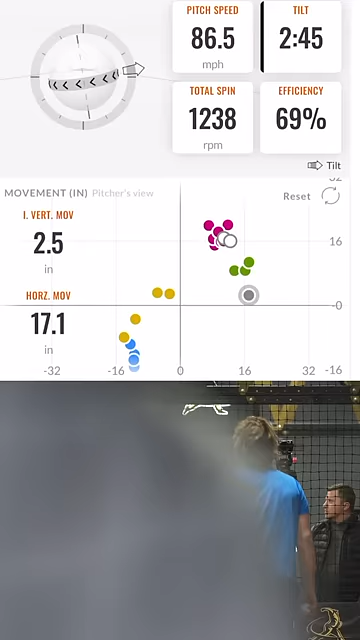 PITCH SPEED
86.5
mph
TILT
2:45
TOTAL SPIN
1238
rpm
EFFICIENCY
69%
Tilt
MOVEMENT (IN) Pitcher's view
Reset
32
I. VERT. MOV
2.5
in
16
HORZ. MOV
17.1
in
-0
-32 -16 0 16 32 -16